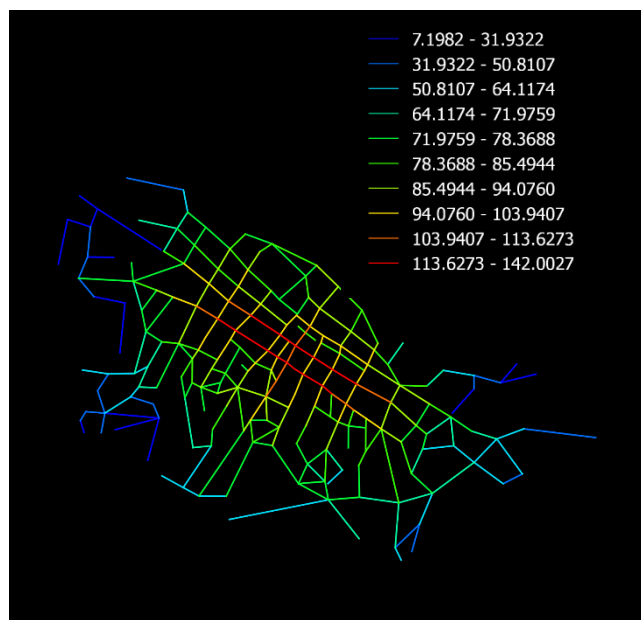 7.1982 - 31.9322
31.9322 - 50.8107
50.8107 - 64.1174
64.1174 - 71.9759
71.9759 - 78.3688
78.3688 - 85.4944
85.4944 - 94.0760
94.0760 - 103.9407
103.9407 - 113.6273
113.6273 - 142.0027